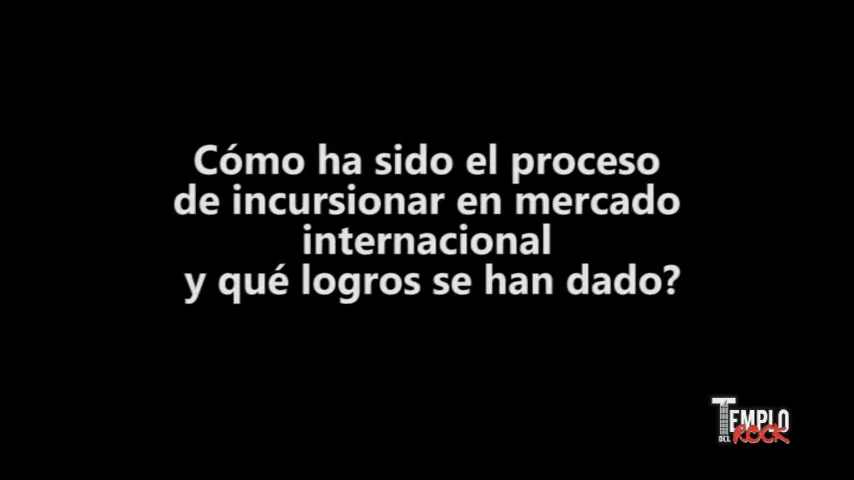 Cómo ha sido el proceso
de incursionar en mercado
internacional
y qué logros se han dado?
TEMPLO
DEL ROCK